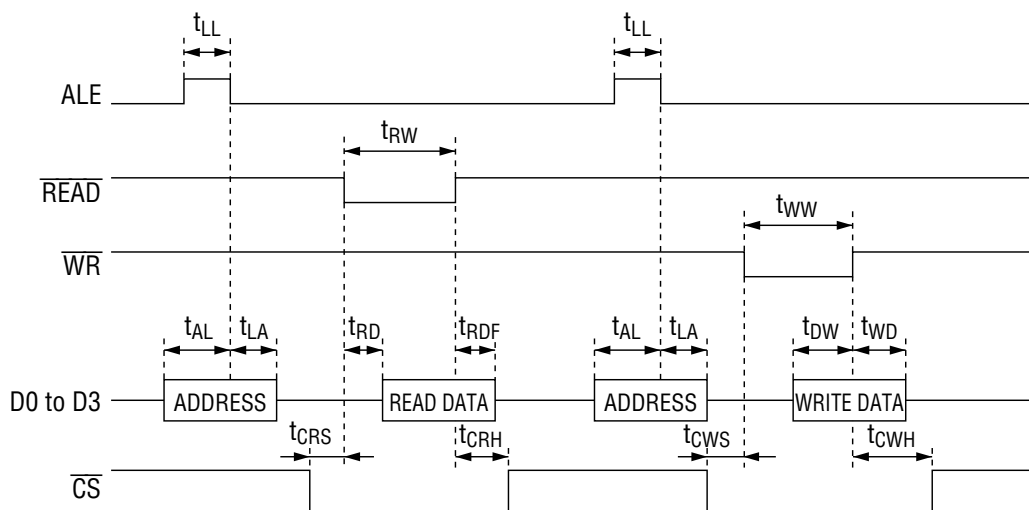 tLL tLL
ALE
tRW
READ
tWW
WR
tAL tLA tRD tRDF tAL tLA tDW tWD
D0 to D3 ADDRESS READ DATA ADDRESS WRITE DATA
tCRS tCRH tCWS tCWH
CS